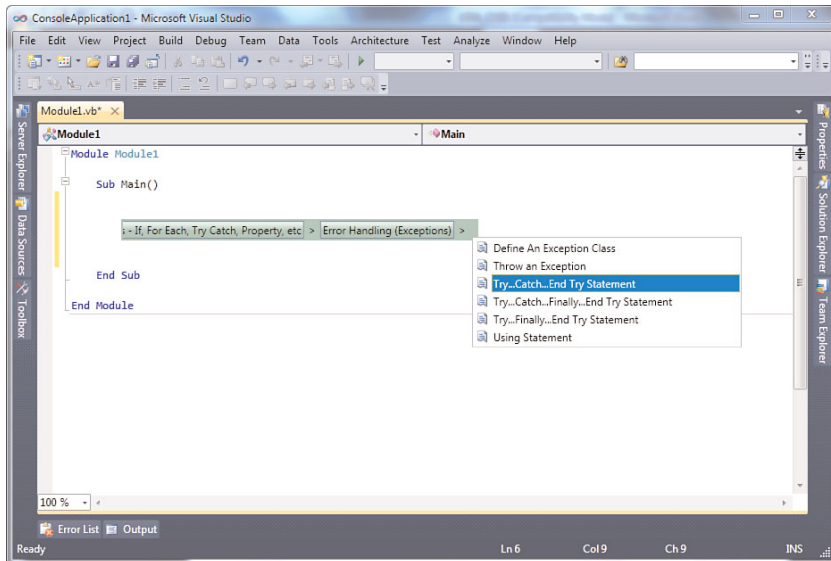 ConsoleApplication1 - Microsoft Visual Studio
File Edit View Project Build Debug Team Data Tools Architecture Test Analyze Window Help
Module1.vb*
Module1
Main
Module Module1
Sub Main()
s - If, For Each, Try Catch, Property, etc > Error Handling (Exceptions) >
Define An Exception Class
Throw an Exception
Try...Catch...End Try Statement
Try...Catch...Finally...End Try Statement
Try...Finally...End Try Statement
Using Statement
End Sub
End Module
Server Explorer
Data Sources
Toolbox
Properties
Solution Explorer
Team Explorer
100 %
Error List Output
Ready Ln 6 Col 9 Ch 9 INS